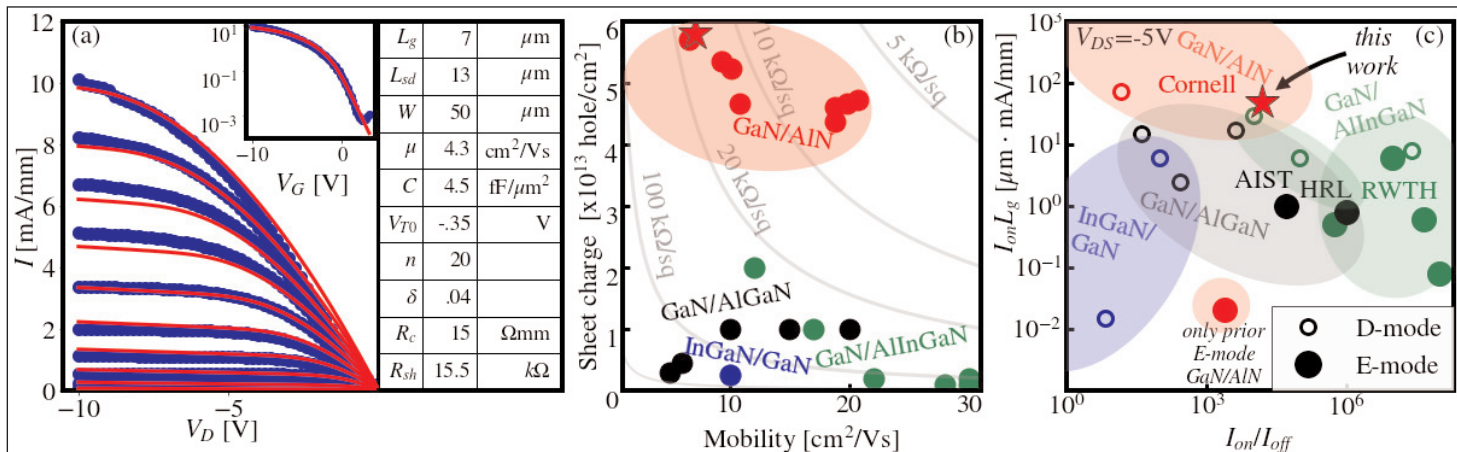 (a)
12
10
8
6
4
2
0
I [mA/mm]
−10
−5
V_D [V]
10^1
10^−1
10^−3
−10
0
V_G [V]
L_g 7 μm
L_sd 13 μm
W 50 μm
μ 4.3 cm²/Vs
C 4.5 fF/μm²
V_T0 -.35 V
n 20
δ .04
R_c 15 Ωmm
R_sh 15.5 kΩ
(b)
6
5
4
3
2
1
0
Sheet charge [x10^13 hole/cm²]
10
20
30
Mobility [cm²/Vs]
5 kΩ/sq
10 kΩ/sq
20 kΩ/sq
100 kΩ/sq
GaN/AlN
GaN/AlGaN
InGaN/GaN
GaN/AlInGaN
(c)
10^3
10^2
10^1
10^0
10^−1
10^−2
I_on L_g [μm · mA/mm]
10^0
10^3
10^6
I_on/I_off
V_DS=-5V
GaN/AlN
Cornell
this
work
GaN/
AlInGaN
AIST
HRL
RWTH
GaN/AlGaN
InGaN/
GaN
only prior
E-mode
GaN/AlN
D-mode
E-mode